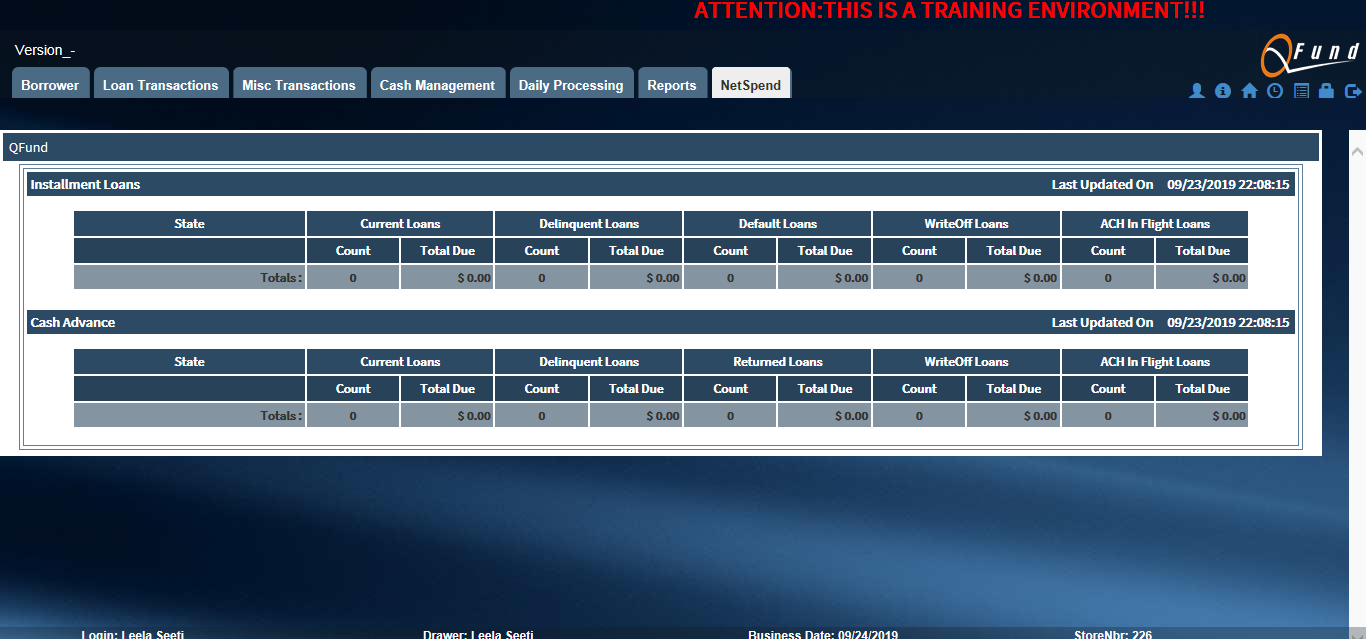 ATTENTION:THIS IS A TRAINING ENVIRONMENT!!!
Version_-
QFund
Borrower Loan Transactions Misc Transactions Cash Management Daily Processing Reports NetSpend
QFund
Installment Loans Last Updated On 09/23/2019 22:08:15
State Current Loans Delinquent Loans Default Loans WriteOff Loans ACH In Flight Loans
Count Total Due Count Total Due Count Total Due Count Total Due Count Total Due
Totals : 0 $ 0.00 0 $ 0.00 0 $ 0.00 0 $ 0.00 0 $ 0.00
Cash Advance Last Updated On 09/23/2019 22:08:15
State Current Loans Delinquent Loans Returned Loans WriteOff Loans ACH In Flight Loans
Count Total Due Count Total Due Count Total Due Count Total Due Count Total Due
Totals : 0 $ 0.00 0 $ 0.00 0 $ 0.00 0 $ 0.00 0 $ 0.00
Login: Leela Seefi Drawer: Leela Seefi Business Date: 09/24/2019 StoreNbr: 226